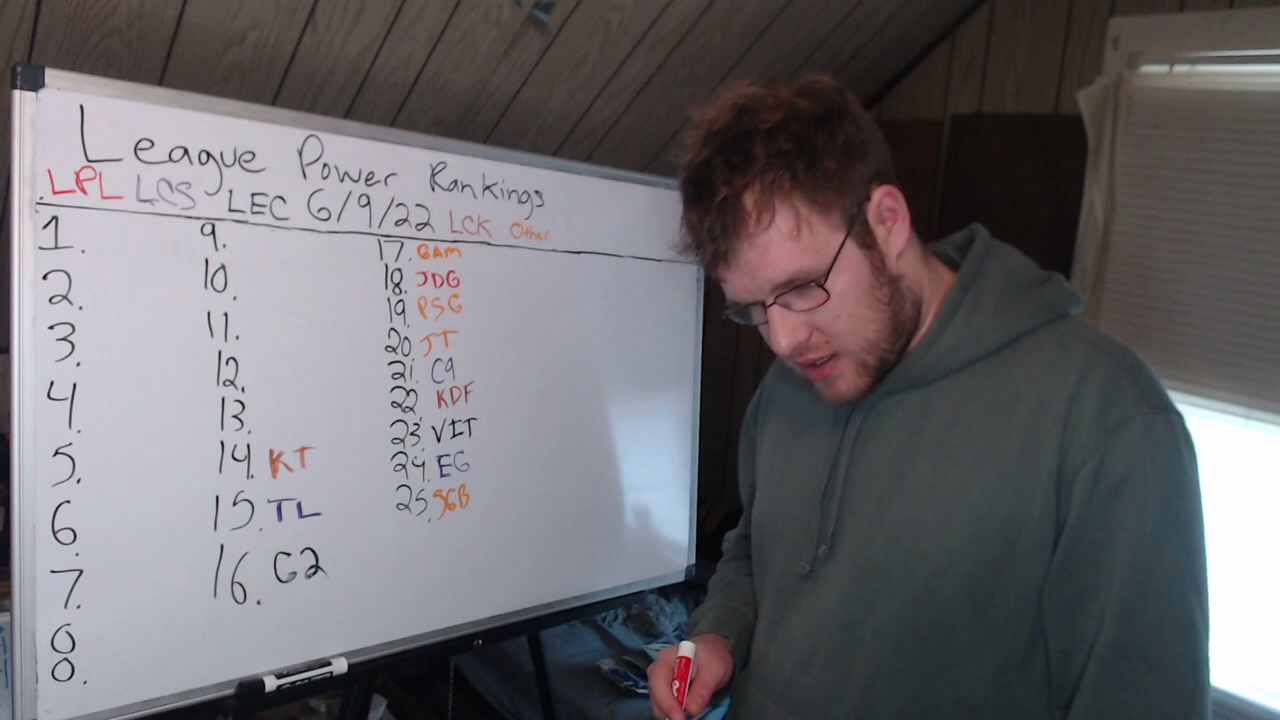 League Power Rankings
LPL LCS LEC 6/9/22 LCK Other
1.
2.
3.
4.
5.
6.
7.
8.
9.
10.
11.
12.
13.
14. KT
15. TL
16. G2
17. GAM
18. JDG
19. PSG
20. JT
21. C9
22. KDF
23. VIT
24. EG
25. SGB